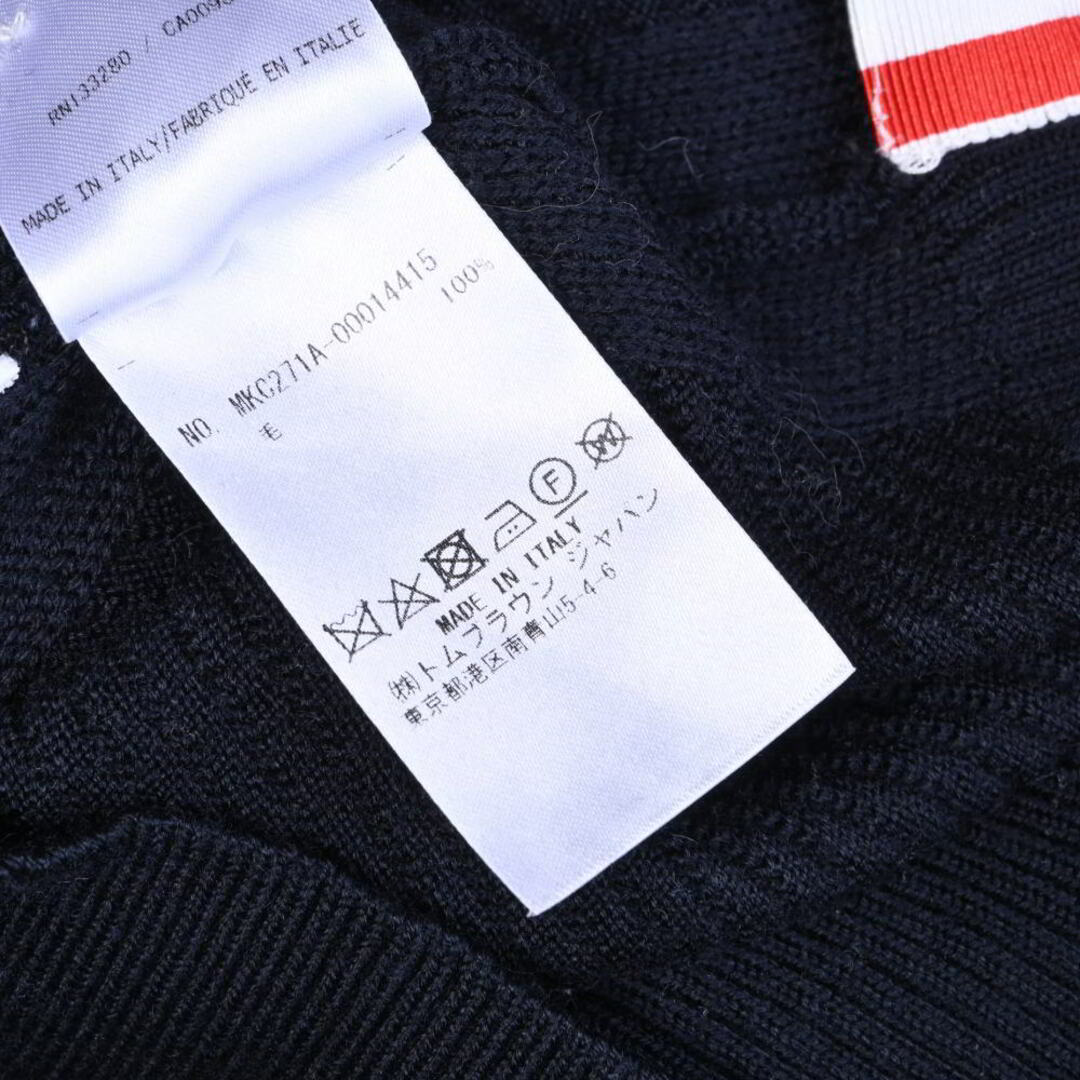 RN133280 / CA009
MADE IN ITALY/FABRIQUÉ EN ITALIE
NO. MKC271A-00014415
毛 100%
F W
MADE IN ITALY
㈱トムブラウン ジャパン
東京都港区南青山5-4-6